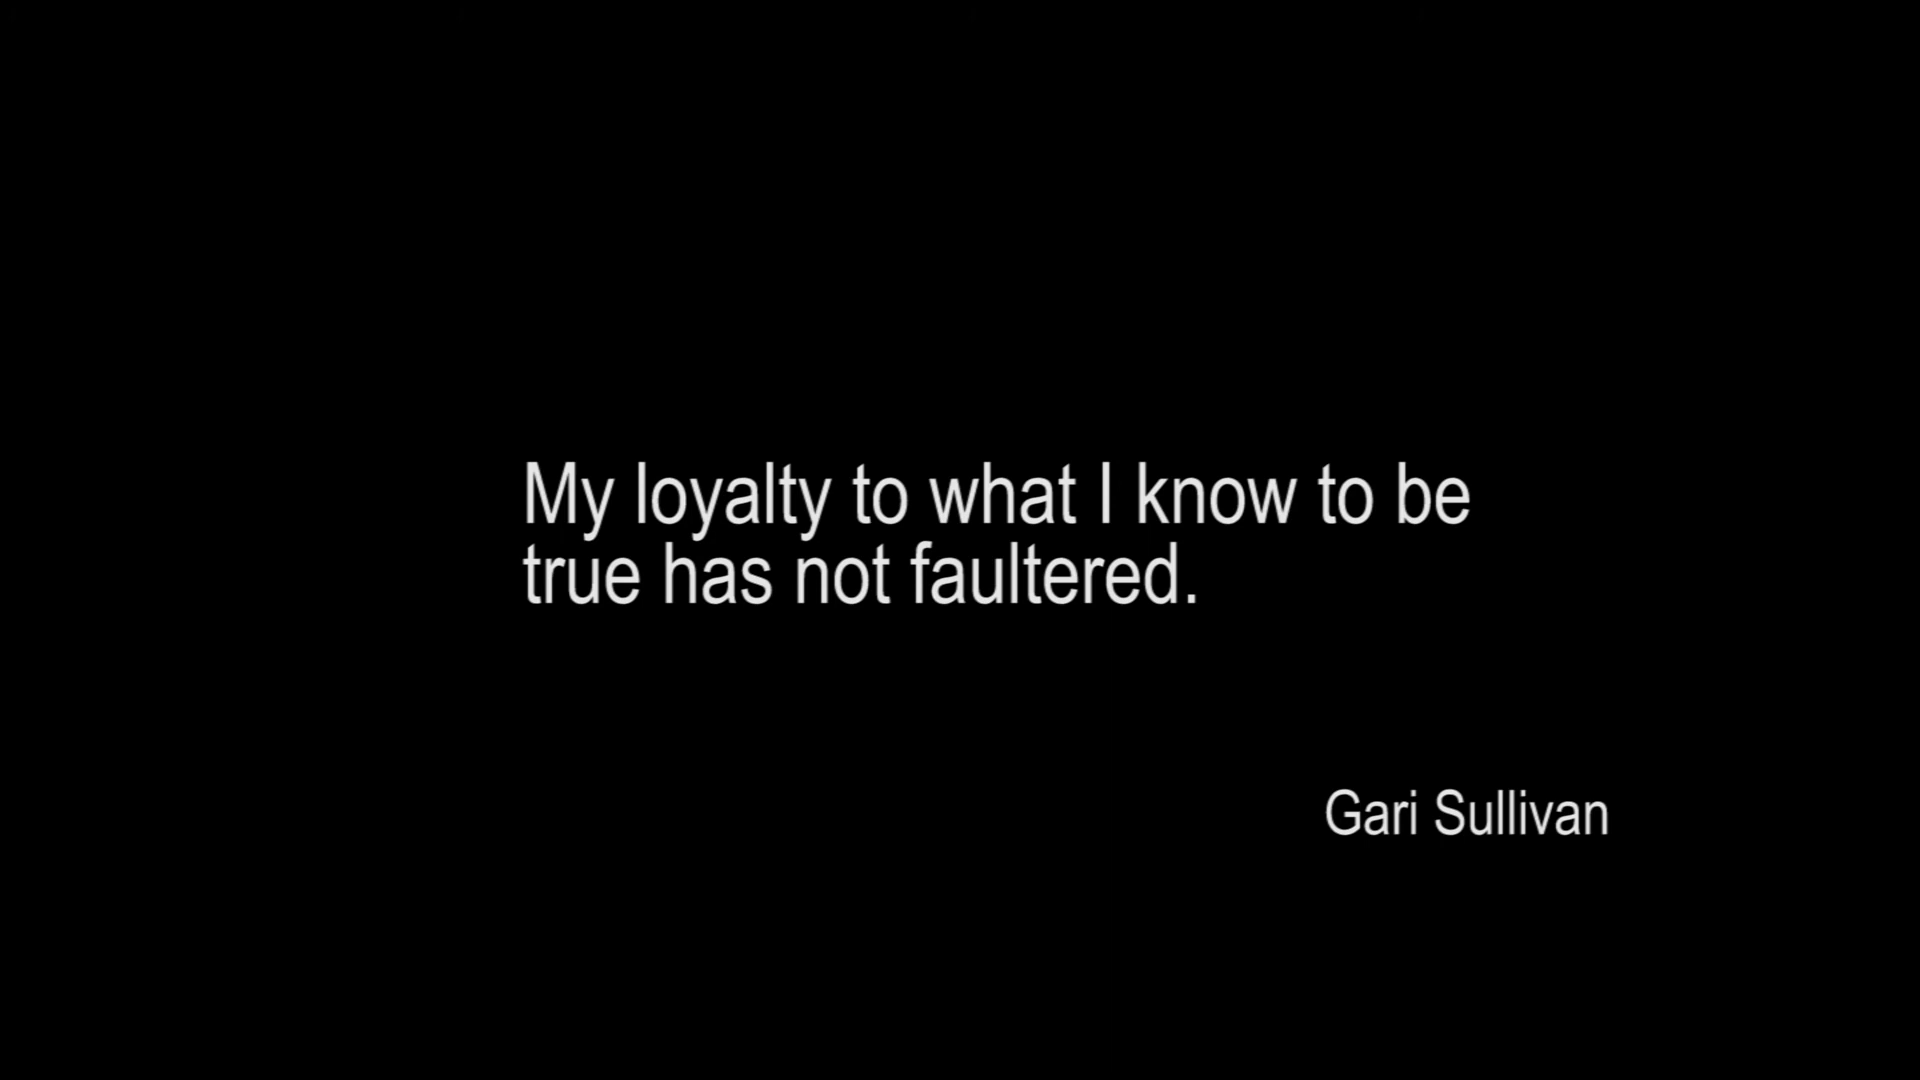 My loyalty to what I know to be
true has not faultered.
Gari Sullivan